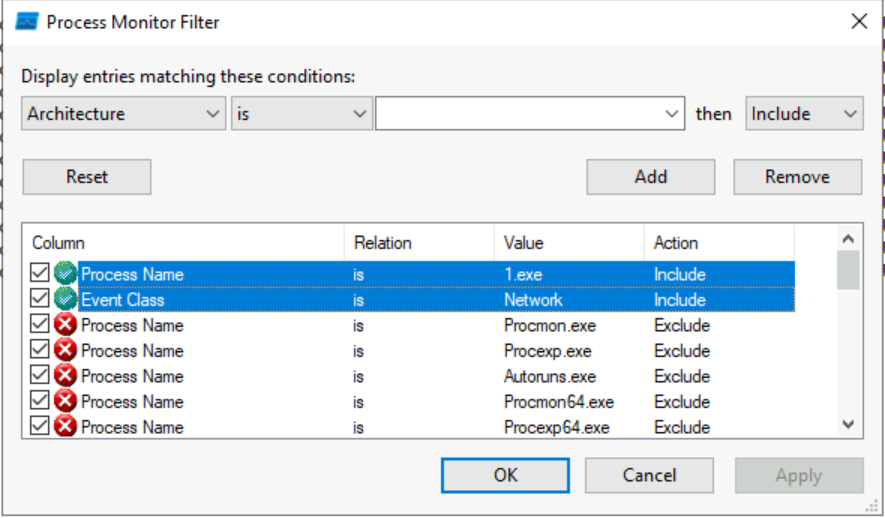 Process Monitor Filter
Display entries matching these conditions:
Architecture is then Include
Reset Add Remove
Column Relation Value Action
Process Name is 1.exe Include
Event Class is Network Include
Process Name is Procmon.exe Exclude
Process Name is Procexp.exe Exclude
Process Name is Autoruns.exe Exclude
Process Name is Procmon64.exe Exclude
Process Name is Procexp64.exe Exclude
OK Cancel Apply